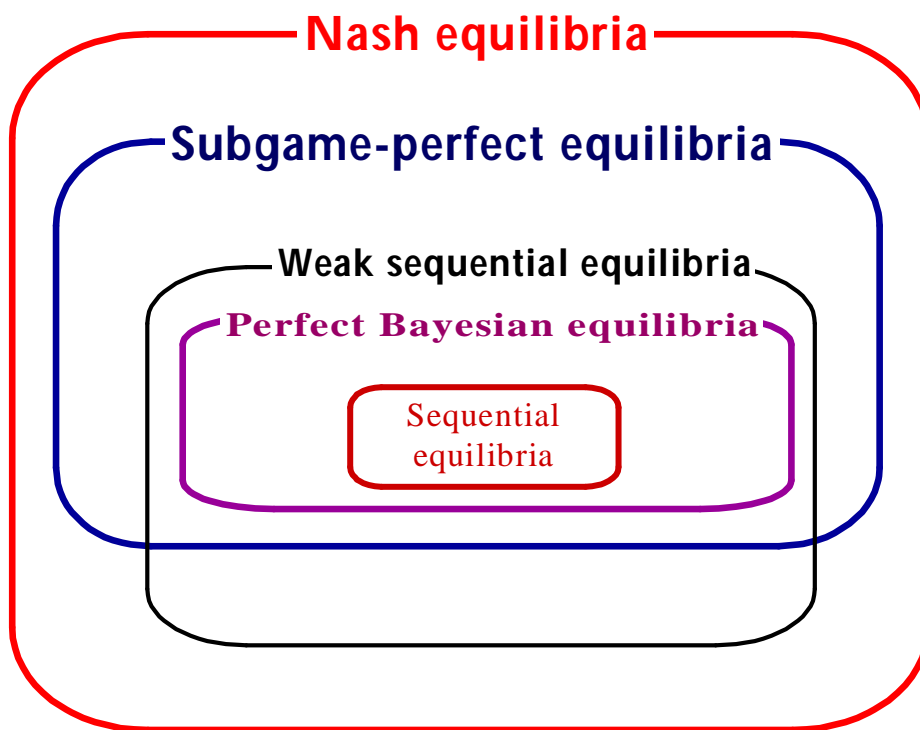 Nash equilibria
Subgame-perfect equilibria
Weak sequential equilibria
Perfect Bayesian equilibria
Sequential
equilibria